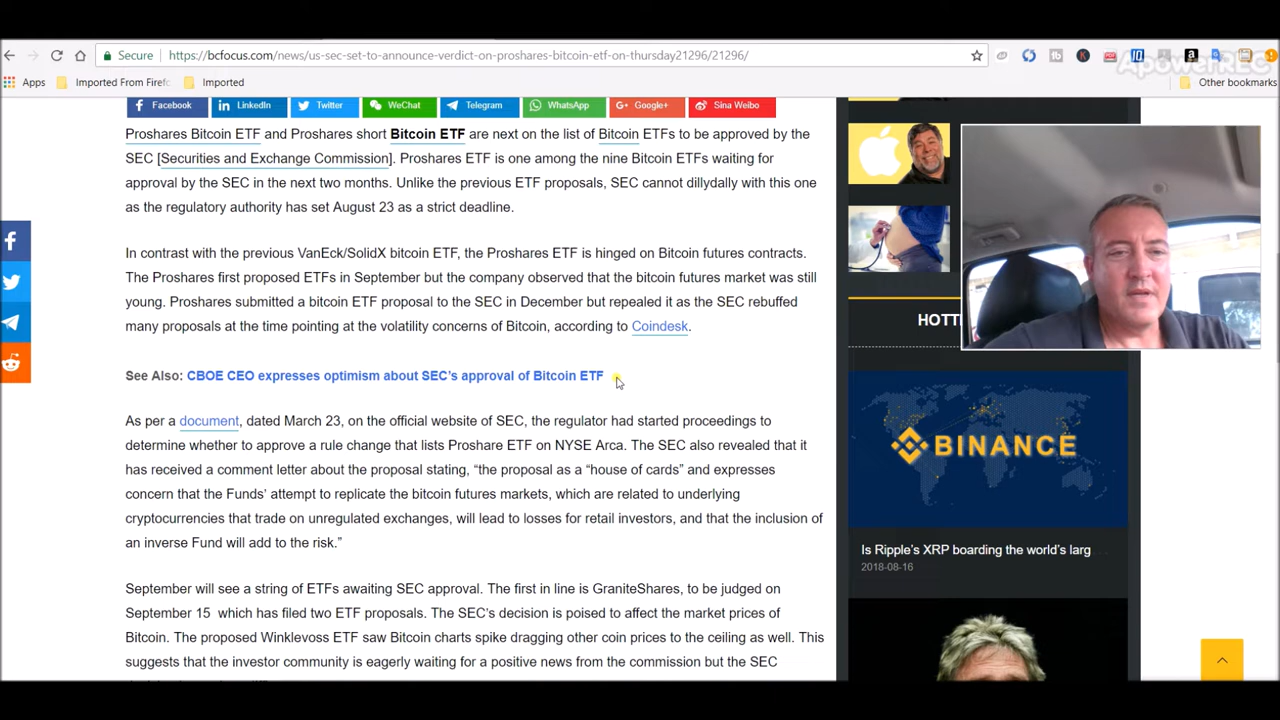 Secure
https://bcfocus.com/news/us-sec-set-to-announce-verdict-on-proshares-bitcoin-etf-on-thursday21296/21296/
ApowerREC
Apps
Imported From Firefo
Imported
Other bookmarks
Facebook
LinkedIn
Twitter
WeChat
Telegram
WhatsApp
Google+
Sina Weibo
Proshares Bitcoin ETF and Proshares short Bitcoin ETF are next on the list of Bitcoin ETFs to be approved by the
SEC [Securities and Exchange Commission]. Proshares ETF is one among the nine Bitcoin ETFs waiting for
approval by the SEC in the next two months. Unlike the previous ETF proposals, SEC cannot dillydally with this one
as the regulatory authority has set August 23 as a strict deadline.
In contrast with the previous VanEck/SolidX bitcoin ETF, the Proshares ETF is hinged on Bitcoin futures contracts.
The Proshares first proposed ETFs in September but the company observed that the bitcoin futures market was still
young. Proshares submitted a bitcoin ETF proposal to the SEC in December but repealed it as the SEC rebuffed
many proposals at the time pointing at the volatility concerns of Bitcoin, according to Coindesk.
See Also: CBOE CEO expresses optimism about SEC's approval of Bitcoin ETF
As per a document, dated March 23, on the official website of SEC, the regulator had started proceedings to
determine whether to approve a rule change that lists Proshare ETF on NYSE Arca. The SEC also revealed that it
has received a comment letter about the proposal stating, “the proposal as a “house of cards” and expresses
concern that the Funds’ attempt to replicate the bitcoin futures markets, which are related to underlying
cryptocurrencies that trade on unregulated exchanges, will lead to losses for retail investors, and that the inclusion of
an inverse Fund will add to the risk.”
September will see a string of ETFs awaiting SEC approval. The first in line is GraniteShares, to be judged on
September 15 which has filed two ETF proposals. The SEC's decision is poised to affect the market prices of
Bitcoin. The proposed Winklevoss ETF saw Bitcoin charts spike dragging other coin prices to the ceiling as well. This
suggests that the investor community is eagerly waiting for a positive news from the commission but the SEC
HOTT
BINANCE
Is Ripple's XRP boarding the world's larg
2018-08-16